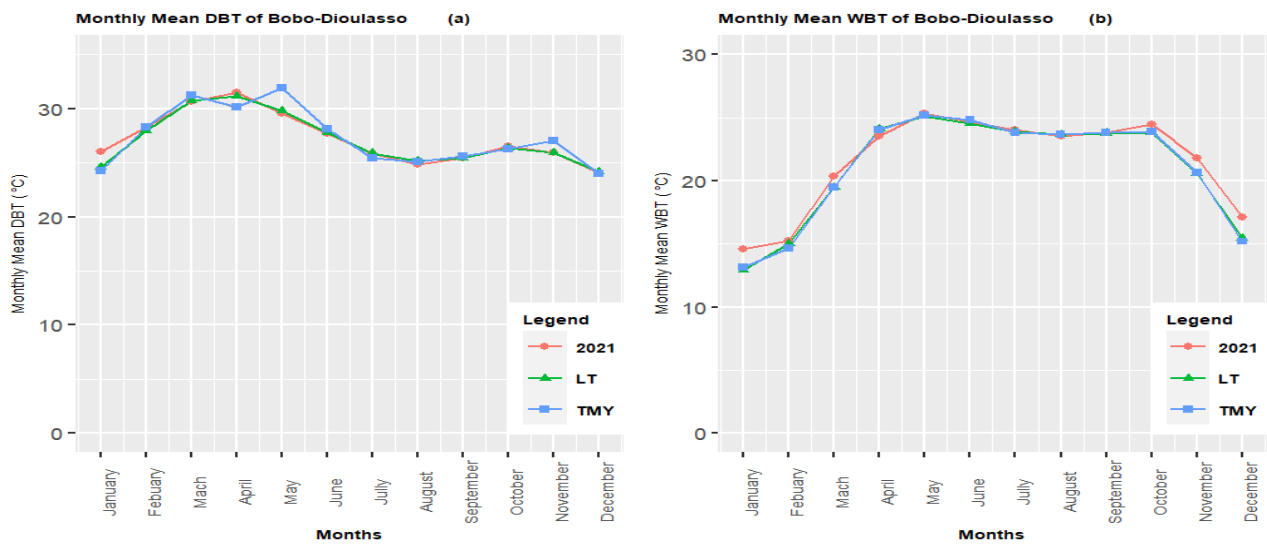 Monthly Mean DBT of Bobo-Dioulasso (a)
Monthly Mean DBT (°C)
30
20
10
0
January
Febuary
Mach
April
May
June
Jully
August
September
October
November
December
Months
Legend
2021
LT
TMY
Monthly Mean WBT of Bobo-Dioulasso (b)
Monthly Mean WBT (°C)
30
20
10
0
January
February
Mach
April
May
June
Jully
August
September
October
November
December
Months
Legend
2021
LT
TMY